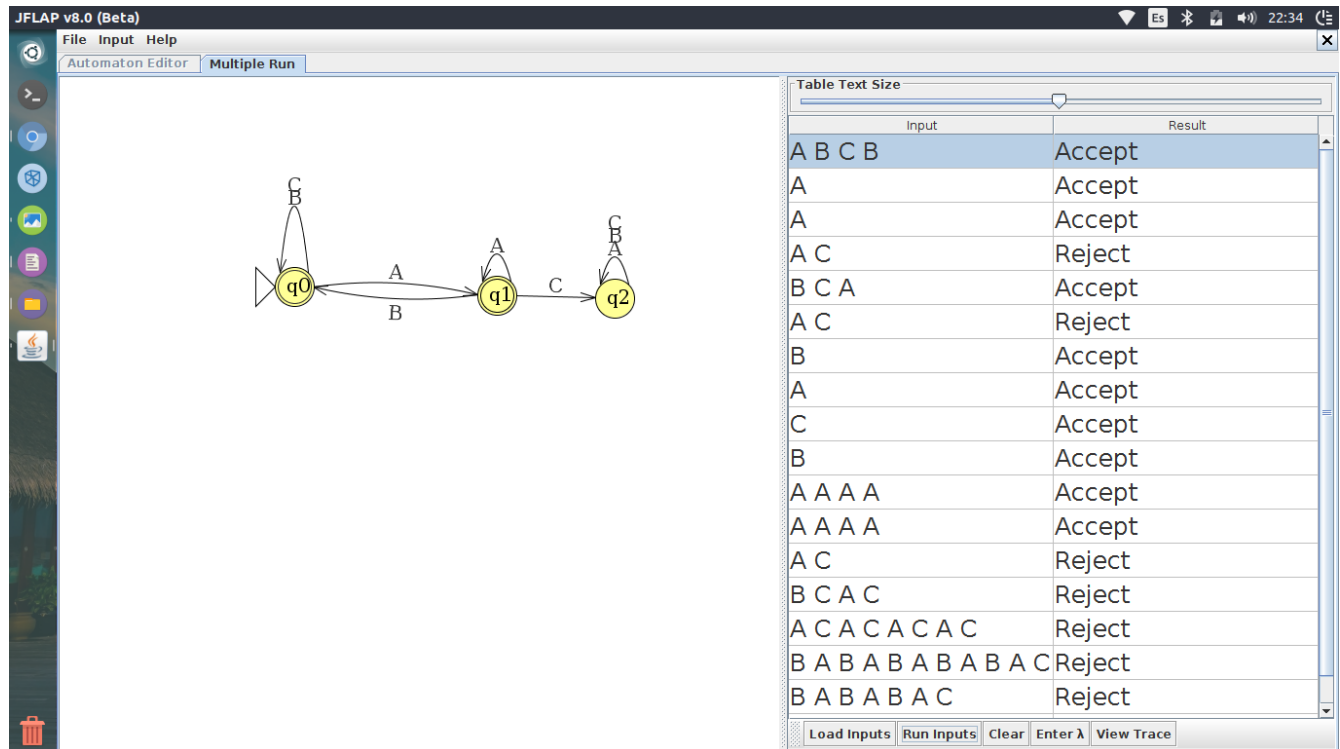 JFLAP v8.0 (Beta)
Es
22:34
File Input Help
Automaton Editor
Multiple Run
Table Text Size
Input Result
A B C B Accept
A Accept
A Accept
A C Reject
B C A Accept
A C Reject
B Accept
A Accept
C Accept
B Accept
A A A A Accept
A A A A Accept
A C Reject
B C A C Reject
A C A C A C A C Reject
B A B A B A B A B A C Reject
B A B A B A C Reject
C
B
q0
A
B
A
q1
C
C
B
A
q2
Load Inputs Run Inputs Clear Enter λ View Trace